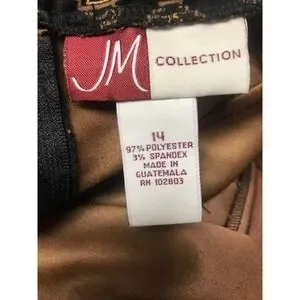 JM COLLECTION
14
97% POLYESTER
3% SPANDEX
MADE IN
GUATEMALA
RN 102803